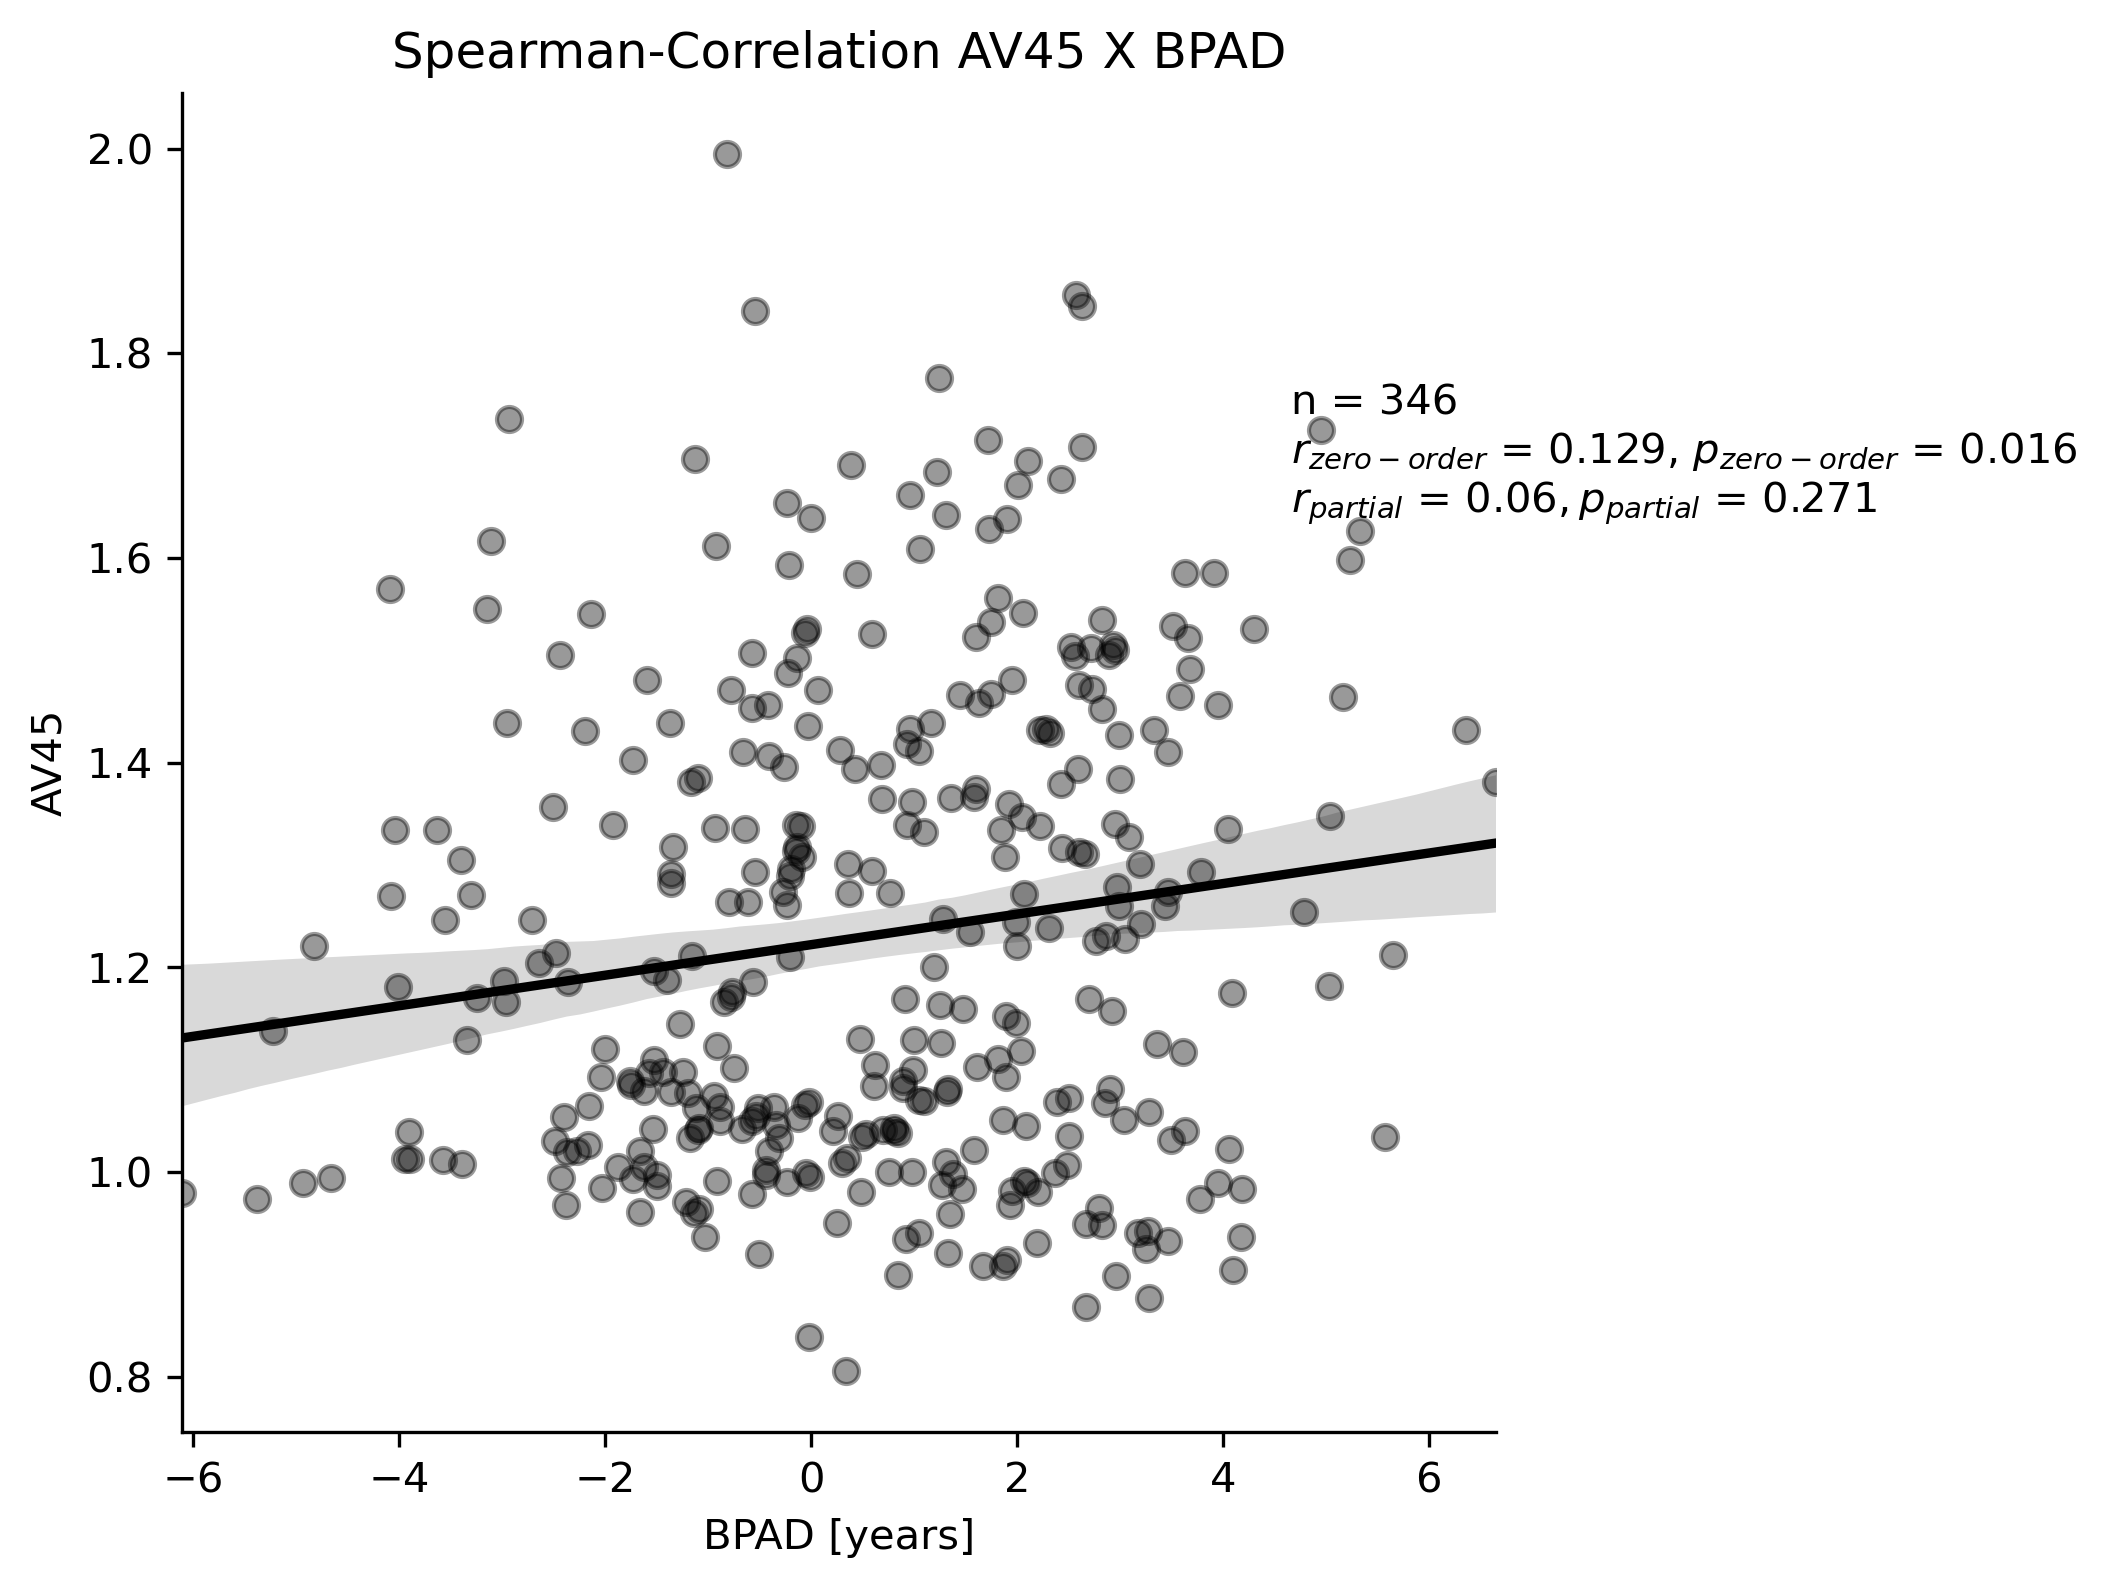 Spearman-Correlation AV45 X BPAD
2.0
1.8
1.6
1.4
1.2
1.0
0.8
AV45
n = 346
r_zero−order = 0.129, p_zero−order = 0.016
r_partial = 0.06, p_partial = 0.271
−6 −4 −2 0 2 4 6
BPAD [years]